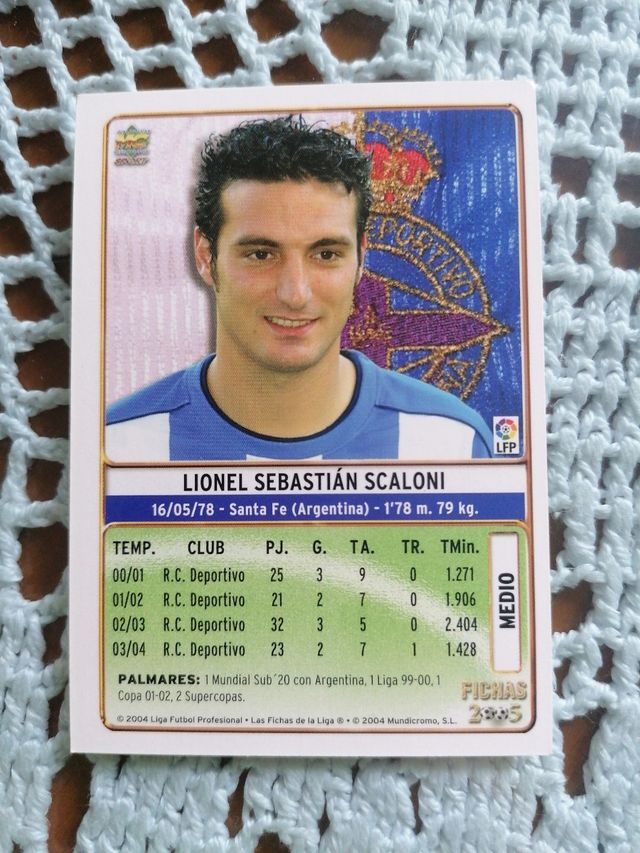 DEPORTIVO
LFP
LIONEL SEBASTIÁN SCALONI
16/05/78 - Santa Fe (Argentina) - 1'78 m. 79 kg.
TEMP. CLUB PJ. G. TA. TR. TMin.
00/01 R.C. Deportivo 25 3 9 0 1.271
01/02 R.C. Deportivo 21 2 7 0 1.906
02/03 R.C. Deportivo 32 3 5 0 2.404
03/04 R.C. Deportivo 23 2 7 1 1.428
MEDIO
PALMARES: 1 Mundial Sub´20 con Argentina, 1 Liga 99-00, 1
Copa 01-02, 2 Supercopas.
FICHAS
2005
© 2004 Liga Futbol Profesional • Las Fichas de la Liga ® • © 2004 Mundicromo, S.L.